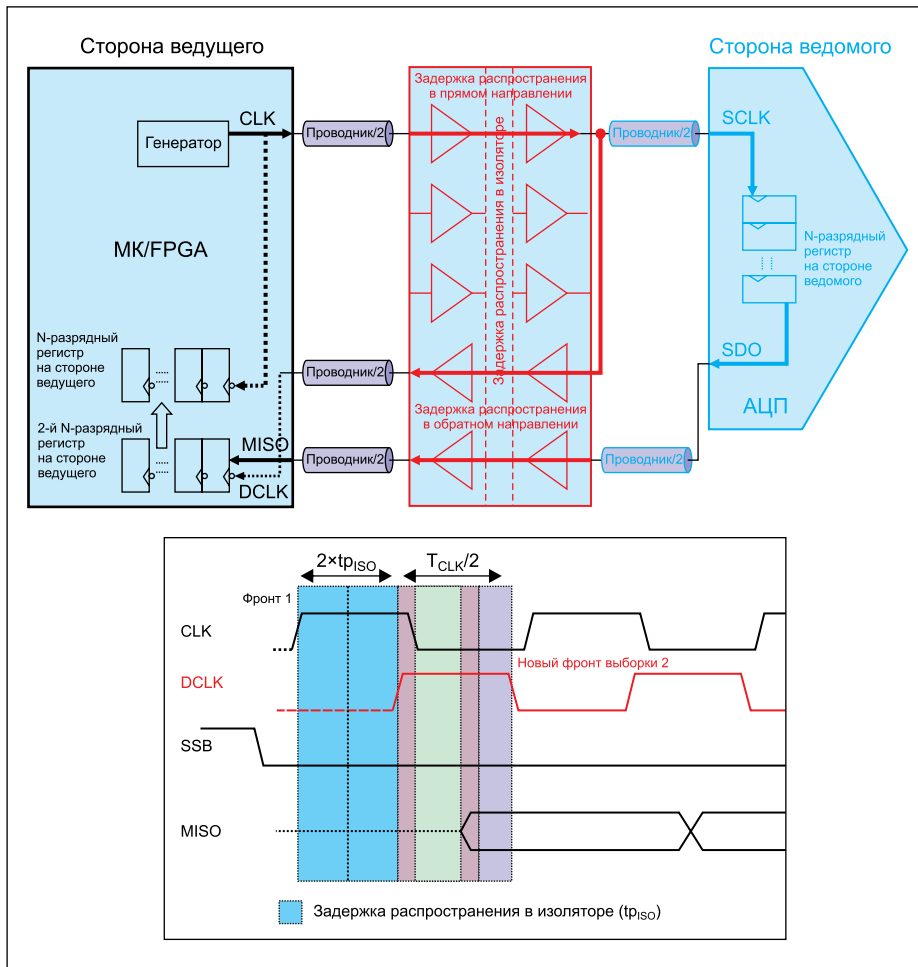 Сторона ведущего
Сторона ведомого
Задержка распространения
в прямом направлении
CLK
Генератор
Проводник/2
Проводник/2
SCLK
Задержка распространения в изоляторе
МК/FPGA
N-разрядный
регистр
на стороне
ведомого
N-разрядный
регистр
на стороне
ведущего
Проводник/2
SDO
АЦП
Задержка распространения
в обратном направлении
2-й N-разрядный
регистр
на стороне
ведущего
MISO
Проводник/2
Проводник/2
DCLK
2×tpISO
TCLK/2
Фронт 1
CLK
Новый фронт выборки 2
DCLK
SSB
MISO
Задержка распространения в изоляторе (tpISO)